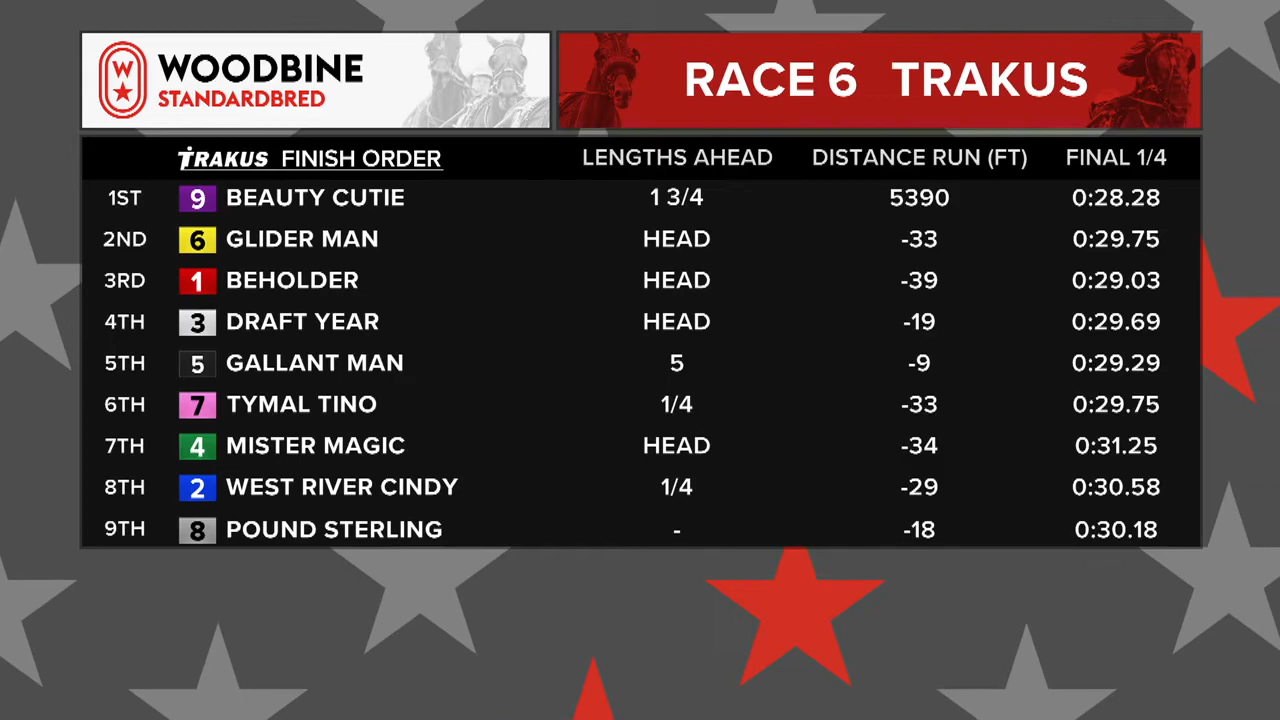 W
WOODBINE
STANDARDBRED
RACE 6 TRAKUS
TRAKUS FINISH ORDER LENGTHS AHEAD DISTANCE RUN (FT) FINAL 1/4
1ST 9 BEAUTY CUTIE 1 3/4 5390 0:28.28
2ND 6 GLIDER MAN HEAD -33 0:29.75
3RD 1 BEHOLDER HEAD -39 0:29.03
4TH 3 DRAFT YEAR HEAD -19 0:29.69
5TH 5 GALLANT MAN 5 -9 0:29.29
6TH 7 TYMAL TINO 1/4 -33 0:29.75
7TH 4 MISTER MAGIC HEAD -34 0:31.25
8TH 2 WEST RIVER CINDY 1/4 -29 0:30.58
9TH 8 POUND STERLING - -18 0:30.18